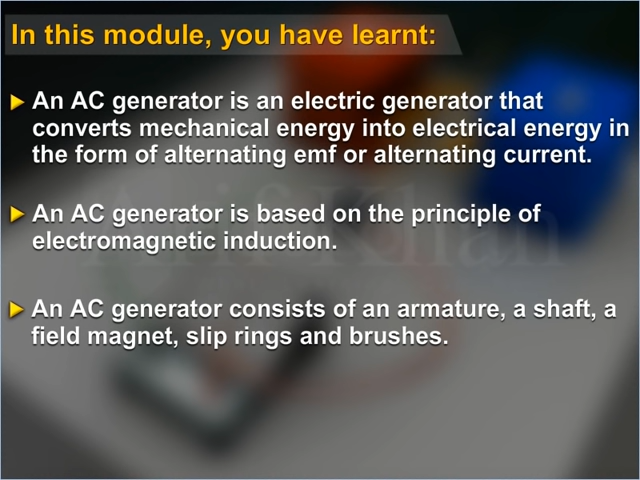 In this module, you have learnt:
An AC generator is an electric generator that
converts mechanical energy into electrical energy in
the form of alternating emf or alternating current.
An AC generator is based on the principle of
electromagnetic induction.
An AC generator consists of an armature, a shaft, a
field magnet, slip rings and brushes.